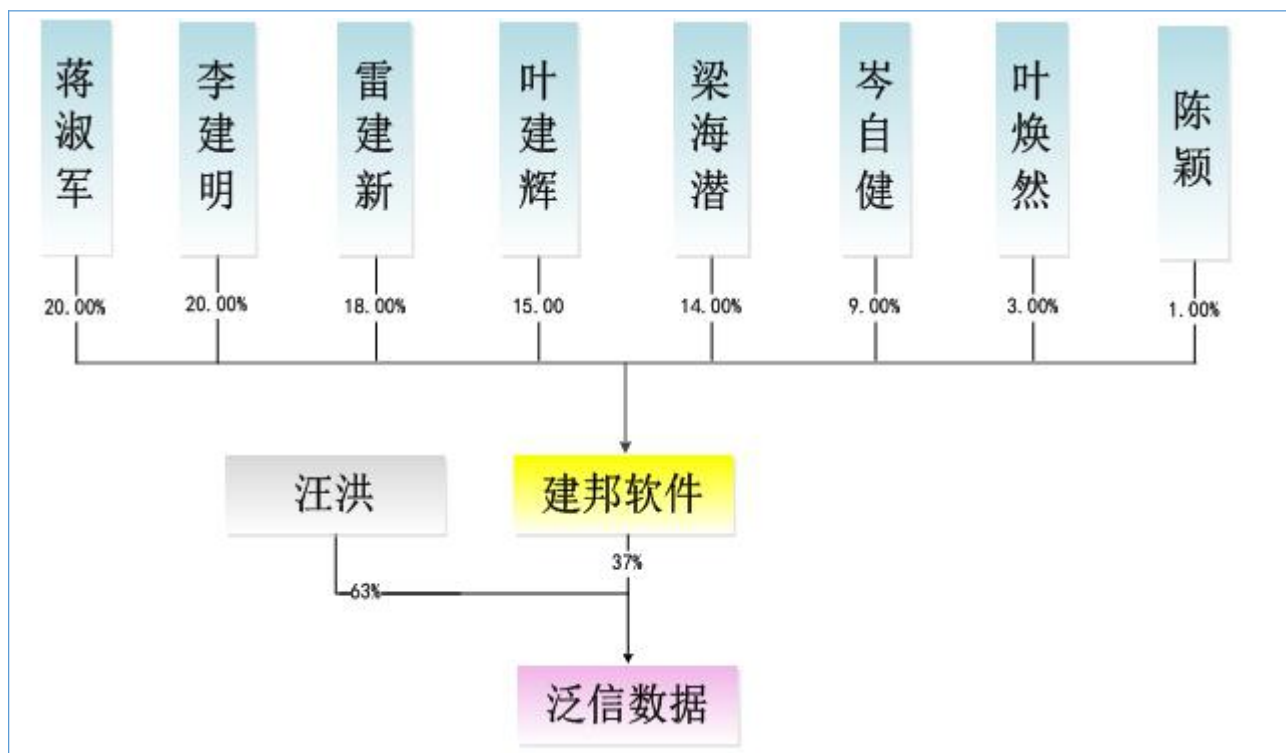 蒋淑军
李建明
雷建新
叶建辉
梁海潜
岑自健
叶焕然
陈颖
20.00%
20.00%
18.00%
15.00
14.00%
9.00%
3.00%
1.00%
汪洪
建邦软件
37%
63%
泛信数据